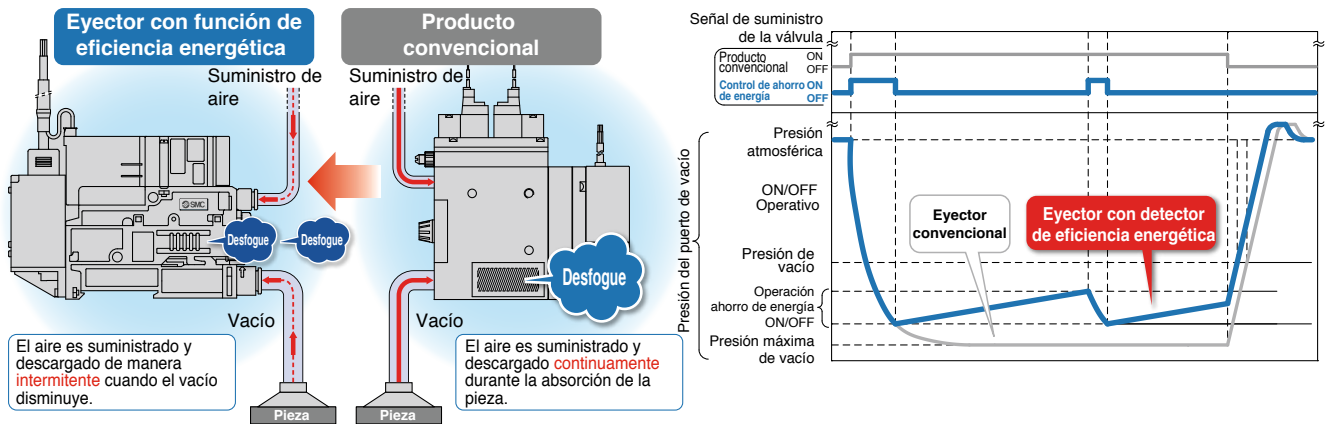 Eyector con función de
eficiencia energética
Producto
convencional
Suministro de
aire
Suministro de
aire
SMC
Desfogue
Desfogue
Desfogue
Vacío
Vacío
El aire es suministrado y
descargado de manera
intermitente cuando el vacío
disminuye.
El aire es suministrado y
descargado continuamente
durante la absorción de la
pieza.
Pieza
Pieza
Señal de suministro
de la válvula
Producto
convencional
ON
OFF
Control de ahorro
de energía
ON
OFF
Presión del puerto de vacío
Presión
atmosférica
ON/OFF
Operativo
Presión de
vacío
Operación
ahorro de energía
ON/OFF
Presión máxima
de vacío
Eyector
convencional
Eyector con detector
de eficiencia energética